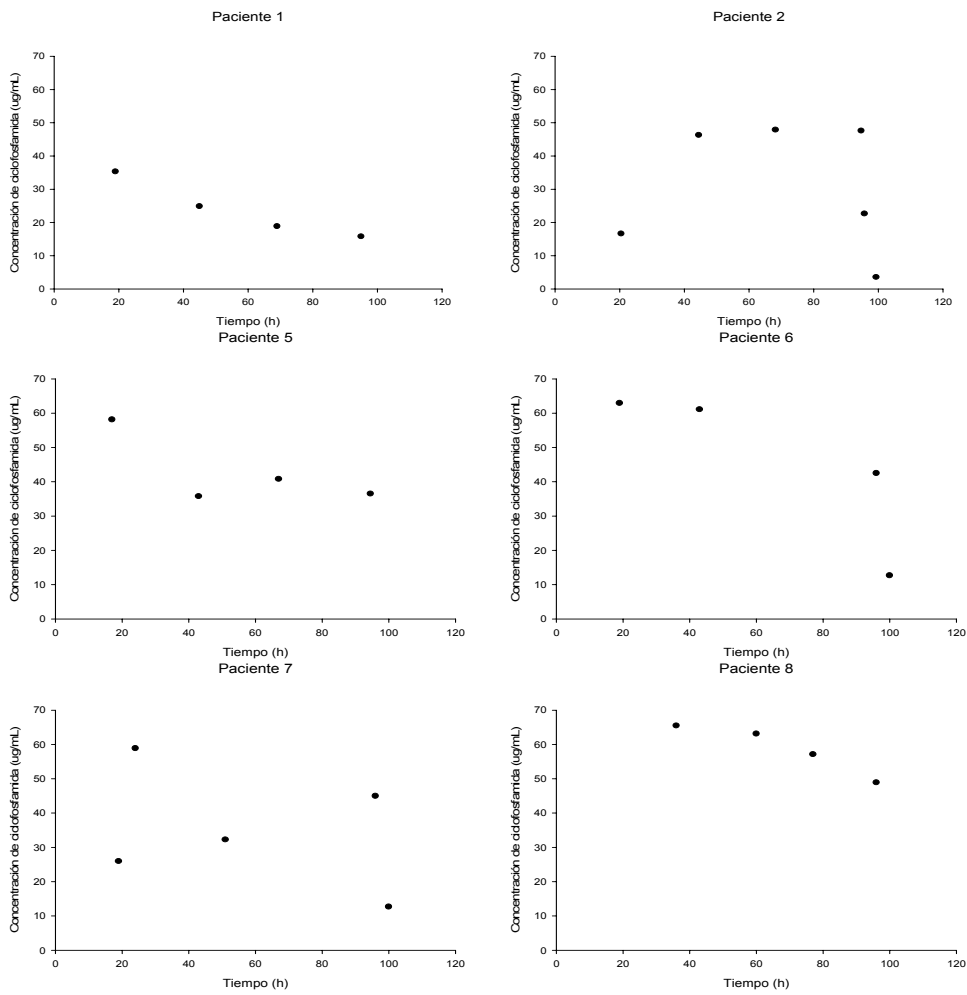 Paciente 1
Concentración de ciclofosfamida (ug/mL)
70
60
50
40
30
20
10
0
0 20 40 60 80 100 120
Tiempo (h)
Paciente 2
Concentración de ciclofosfamida (ug/mL)
70
60
50
40
30
20
10
0
0 20 40 60 80 100 120
Tiempo (h)
Paciente 5
Concentración de ciclofosfamida (ug/mL)
70
60
50
40
30
20
10
0
0 20 40 60 80 100 120
Tiempo (h)
Paciente 6
Concentración de ciclofosfamida (ug/mL)
70
60
50
40
30
20
10
0
0 20 40 60 80 100 120
Tiempo (h)
Paciente 7
Concentración de ciclofosfamida (ug/mL)
70
60
50
40
30
20
10
0
0 20 40 60 80 100 120
Tiempo (h)
Paciente 8
Concentración de ciclofosfamida (ug/mL)
70
60
50
40
30
20
10
0
0 20 40 60 80 100 120
Tiempo (h)